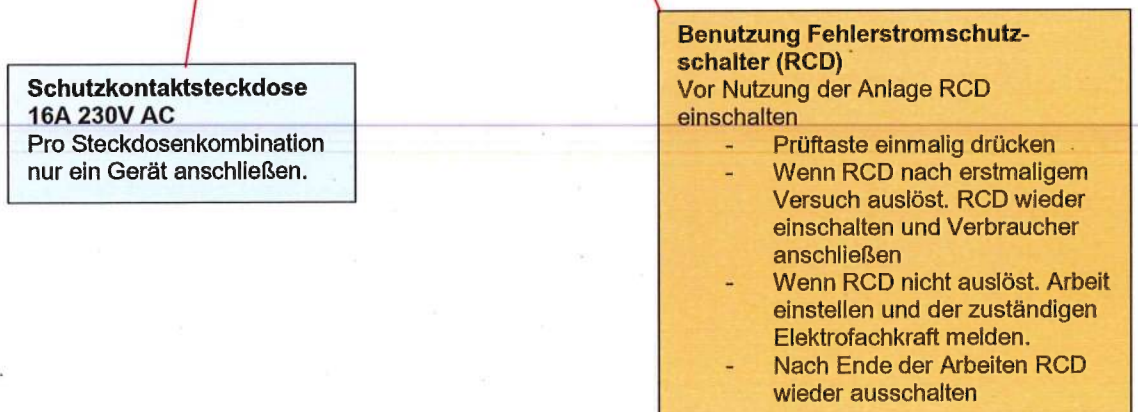 Schutzkontaktsteckdose
16A 230V AC
Pro Steckdosenkombination
nur ein Gerät anschließen.
Benutzung Fehlerstromschutz-
schalter (RCD)
Vor Nutzung der Anlage RCD
einschalten
- Prüftaste einmalig drücken
- Wenn RCD nach erstmaligem
Versuch auslöst. RCD wieder
einschalten und Verbraucher
anschließen
- Wenn RCD nicht auslöst. Arbeit
einstellen und der zuständigen
Elektrofachkraft melden.
- Nach Ende der Arbeiten RCD
wieder ausschalten